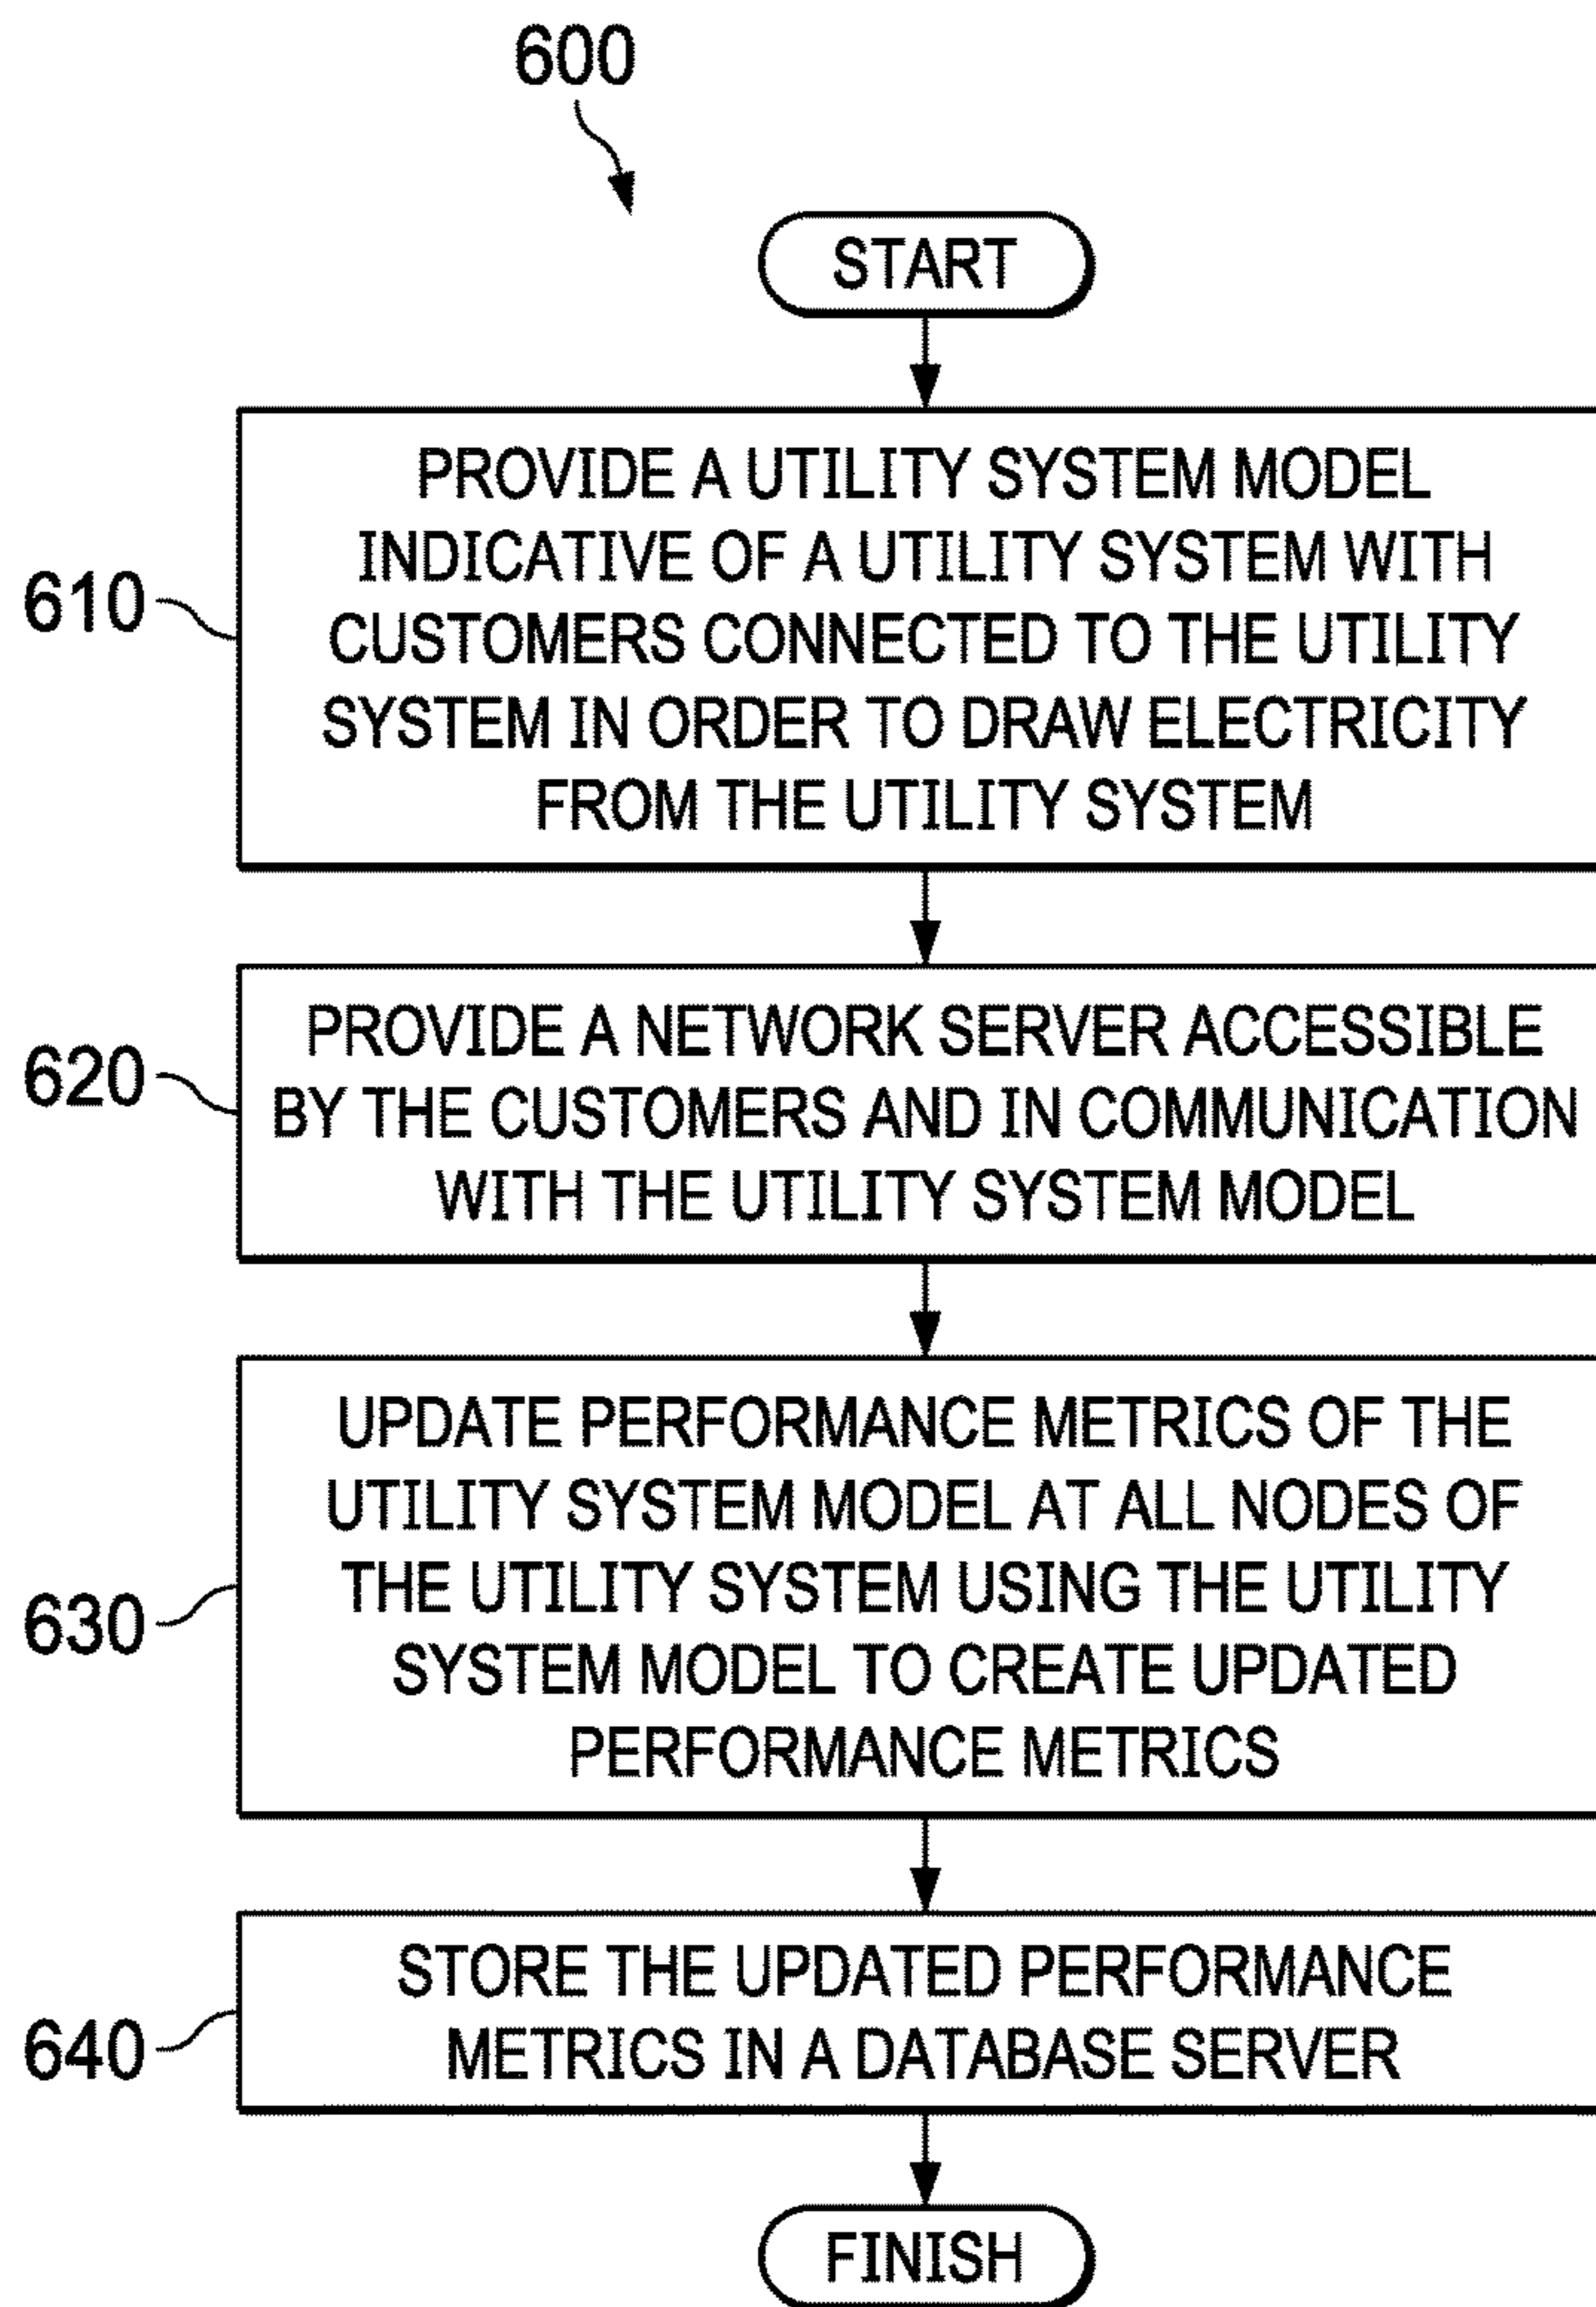 600
START
610
PROVIDE A UTILITY SYSTEM MODEL
INDICATIVE OF A UTILITY SYSTEM WITH
CUSTOMERS CONNECTED TO THE UTILITY
SYSTEM IN ORDER TO DRAW ELECTRICITY
FROM THE UTILITY SYSTEM
620
PROVIDE A NETWORK SERVER ACCESSIBLE
BY THE CUSTOMERS AND IN COMMUNICATION
WITH THE UTILITY SYSTEM MODEL
630
UPDATE PERFORMANCE METRICS OF THE
UTILITY SYSTEM MODEL AT ALL NODES OF
THE UTILITY SYSTEM USING THE UTILITY
SYSTEM MODEL TO CREATE UPDATED
PERFORMANCE METRICS
640
STORE THE UPDATED PERFORMANCE
METRICS IN A DATABASE SERVER
FINISH